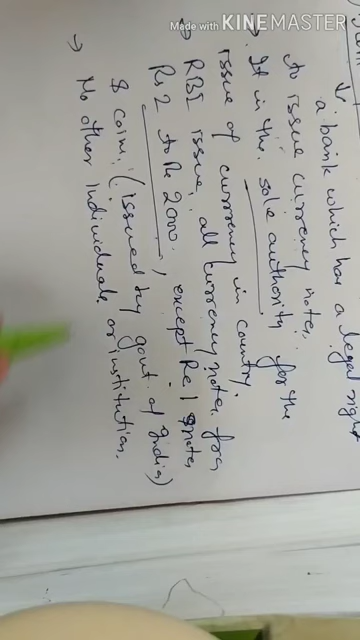 Made With KINEMASTER
a bank which has a legal right
to issue currency notes.
It is the sole authority for the
issue of currency in country.
→ RBI issue, all currency notes from
Rs 2 to Rs 2000, except Re 1 notes
& coins. (issued by govt of India)
→ No other individuals or institution.